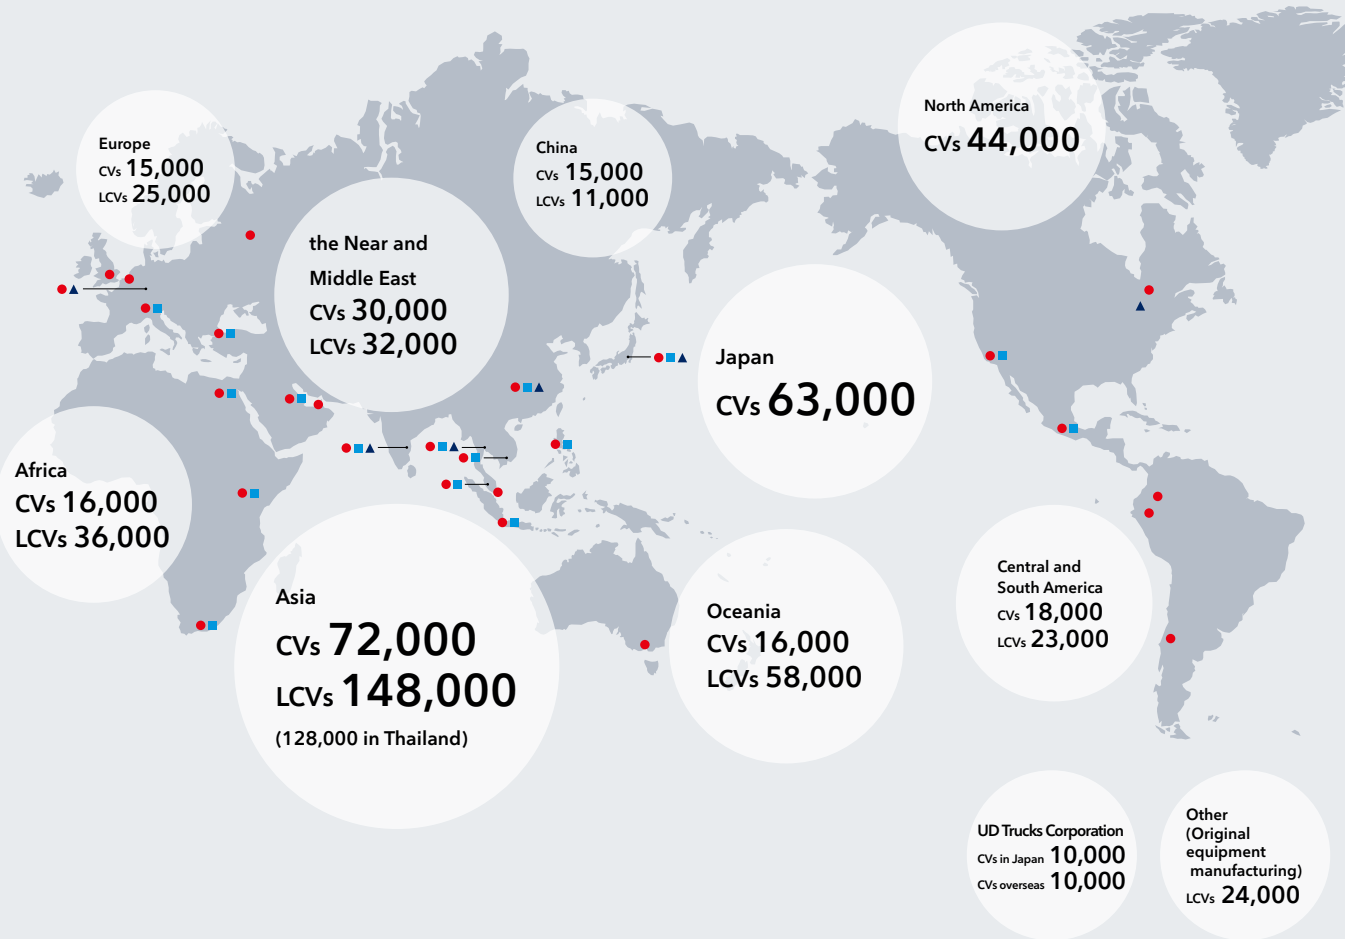 Europe
CVs 15,000
LCVs 25,000
the Near and
Middle East
CVs 30,000
LCVs 32,000
China
CVs 15,000
LCVs 11,000
North America
CVs 44,000
Japan
CVs 63,000
Africa
CVs 16,000
LCVs 36,000
Asia
CVs 72,000
LCVs 148,000
(128,000 in Thailand)
Oceania
CVs 16,000
LCVs 58,000
Central and
South America
CVs 18,000
LCVs 23,000
UD Trucks Corporation
CVs in Japan 10,000
CVs overseas 10,000
Other
(Original
equipment
manufacturing)
LCVs 24,000